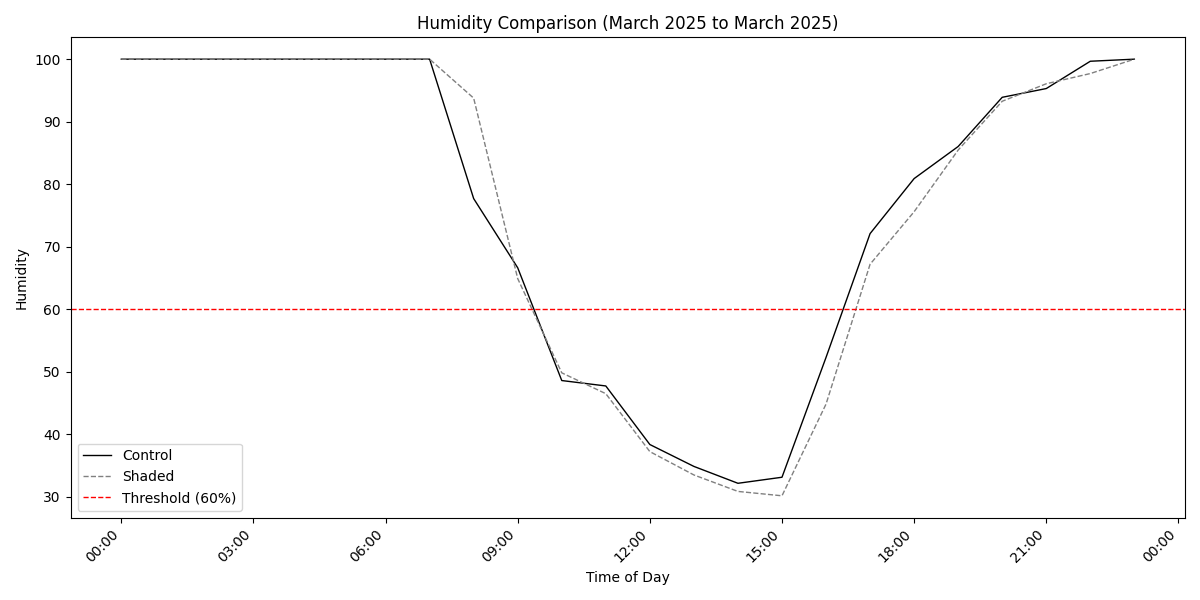 Humidity Comparison (March 2025 to March 2025)
100
90
80
70
60
50
40
30
Humidity
Control
Shaded
Threshold (60%)
00:00
03:00
06:00
09:00
12:00
15:00
18:00
21:00
00:00
Time of Day